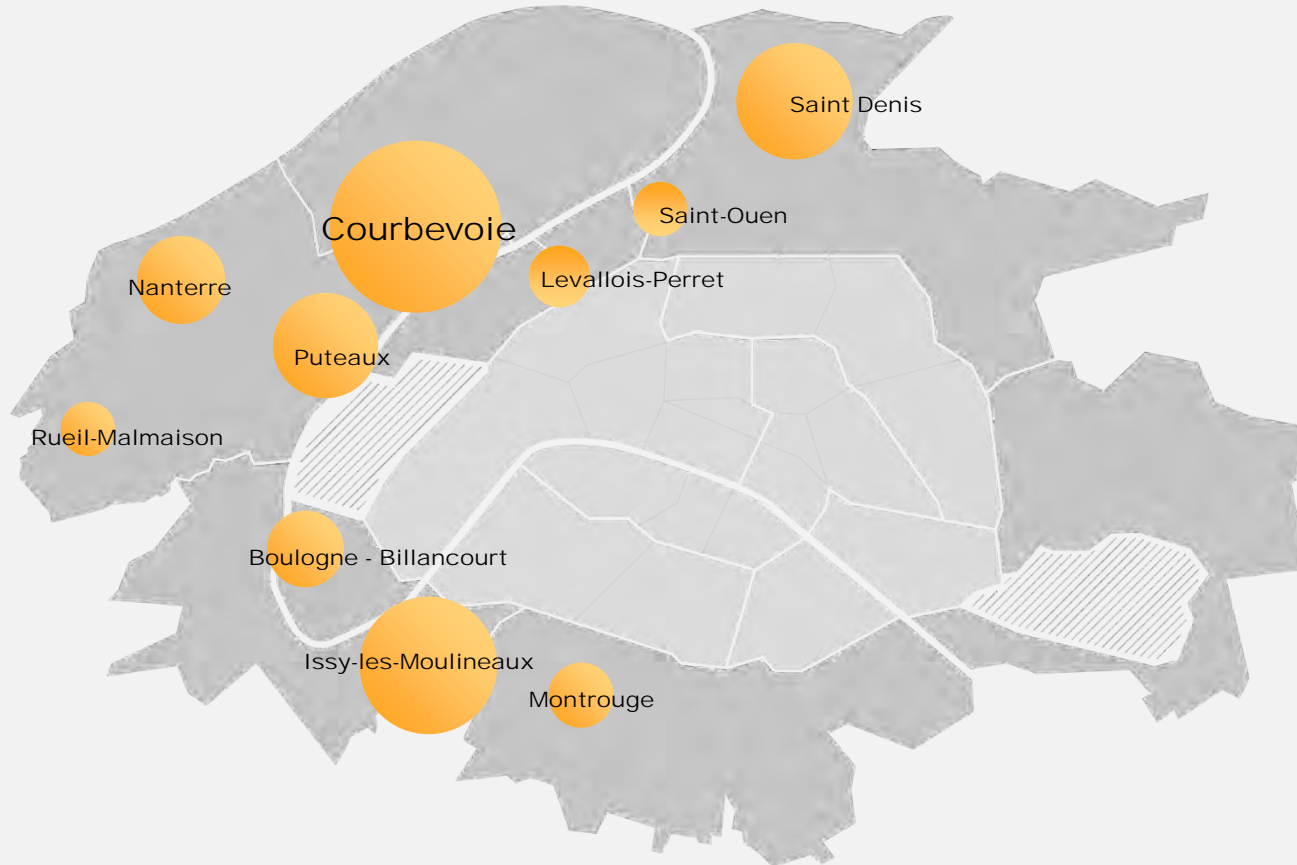 Saint Denis
Saint-Ouen
Courbevoie
Levallois-Perret
Nanterre
Puteaux
Rueil-Malmaison
Boulogne - Billancourt
Issy-les-Moulineaux
Montrouge